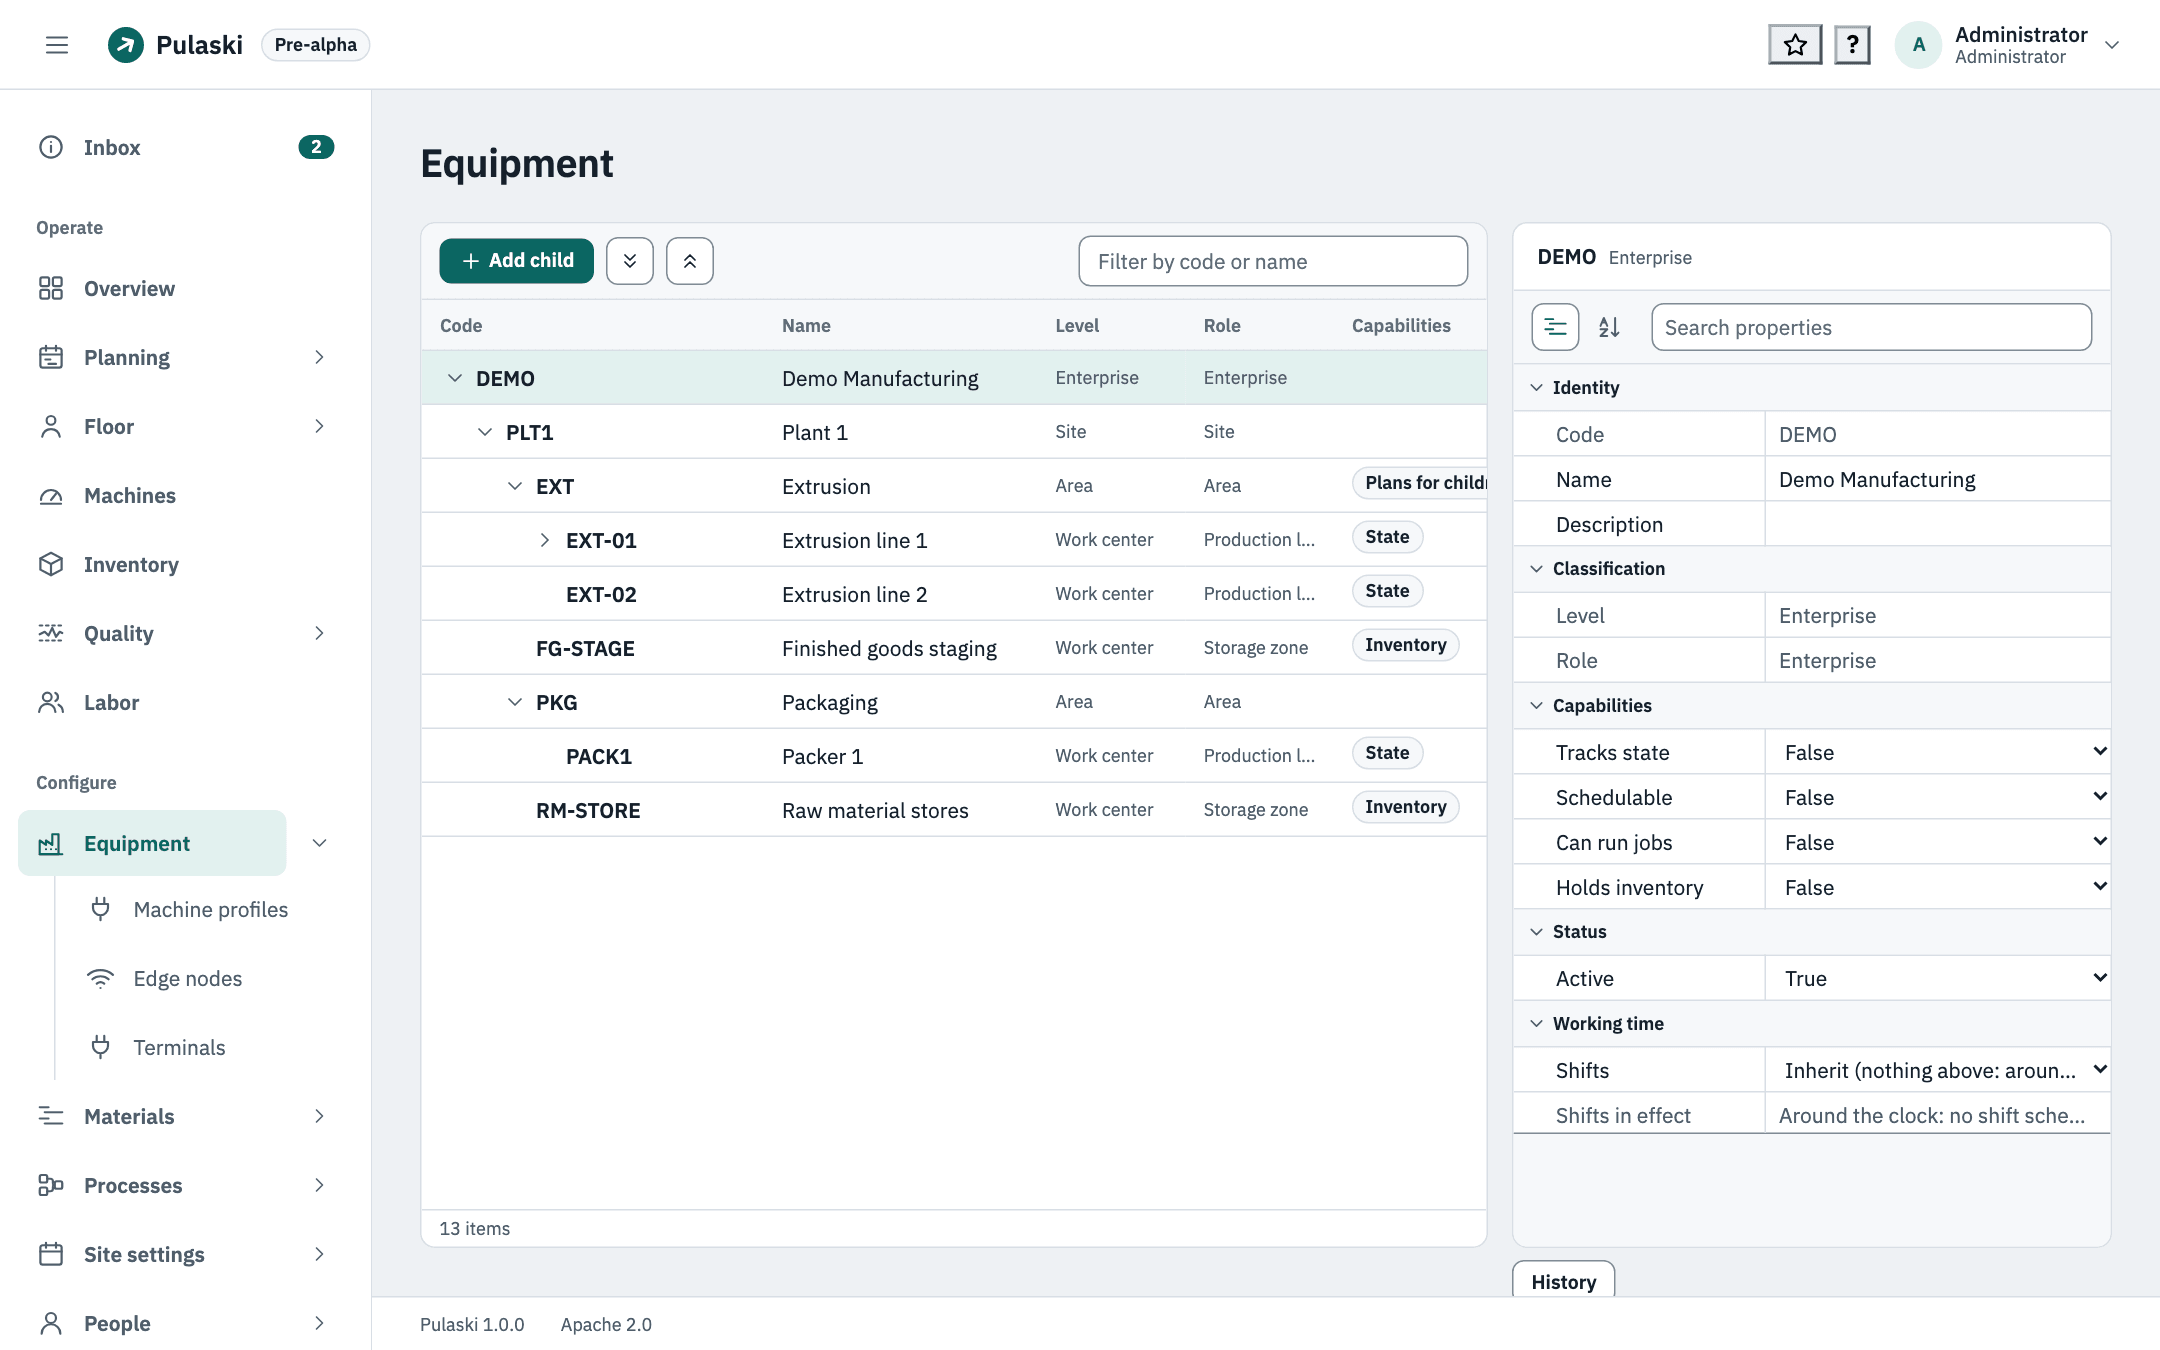 Pulaski Pre-alpha ? A Administrator
Administrator
Inbox 2
Operate
Overview
Planning
Floor
Machines
Inventory
Quality
Labor
Configure
Equipment
Machine profiles
Edge nodes
Terminals
Materials
Processes
Site settings
People
Equipment
+ Add child Filter by code or name
Code Name Level Role Capabilities
DEMO Demo Manufacturing Enterprise Enterprise
PLT1 Plant 1 Site Site
EXT Extrusion Area Area Plans for childr
EXT-01 Extrusion line 1 Work center Production l... State
EXT-02 Extrusion line 2 Work center Production l... State
FG-STAGE Finished goods staging Work center Storage zone Inventory
PKG Packaging Area Area
PACK1 Packer 1 Work center Production l... State
RM-STORE Raw material stores Work center Storage zone Inventory
13 items
DEMO Enterprise
AZ Search properties
Identity
Code DEMO
Name Demo Manufacturing
Description
Classification
Level Enterprise
Role Enterprise
Capabilities
Tracks state False
Schedulable False
Can run jobs False
Holds inventory False
Status
Active True
Working time
Shifts Inherit (nothing above: aroun...
Shifts in effect Around the clock: no shift sche...
History
Pulaski 1.0.0 Apache 2.0